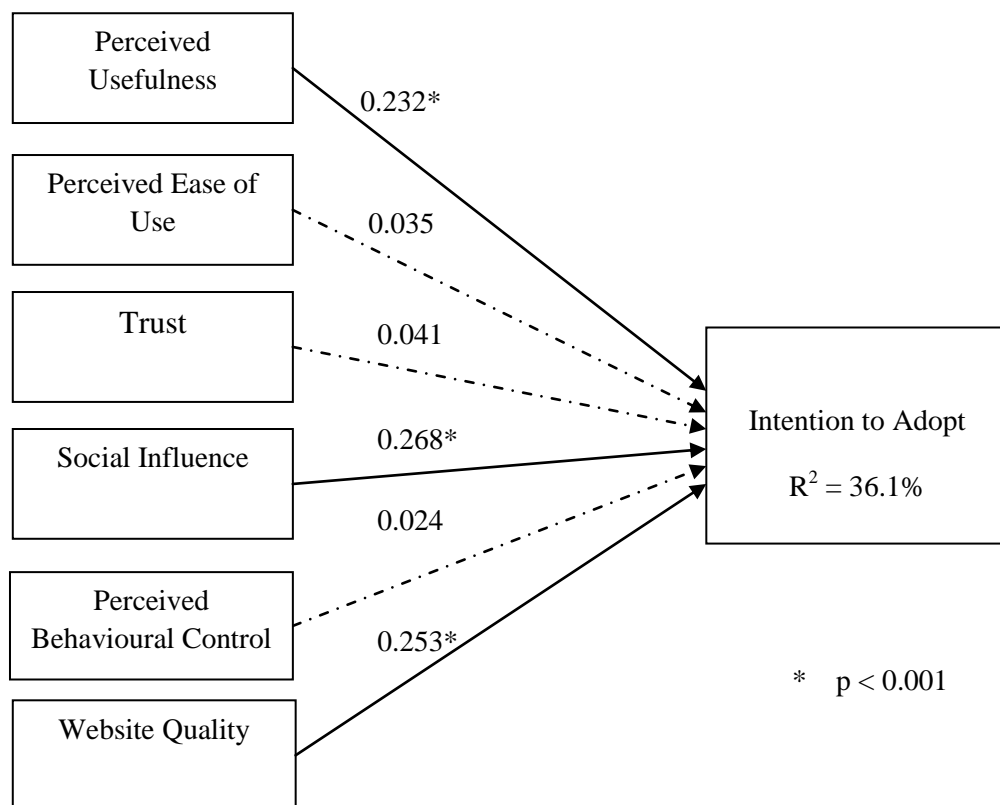 Perceived
Usefulness
0.232*
Perceived Ease of
Use
0.035
Trust
0.041
Social Influence
0.268*
Intention to Adopt
R² = 36.1%
0.024
Perceived
Behavioural Control
0.253*
* p < 0.001
Website Quality